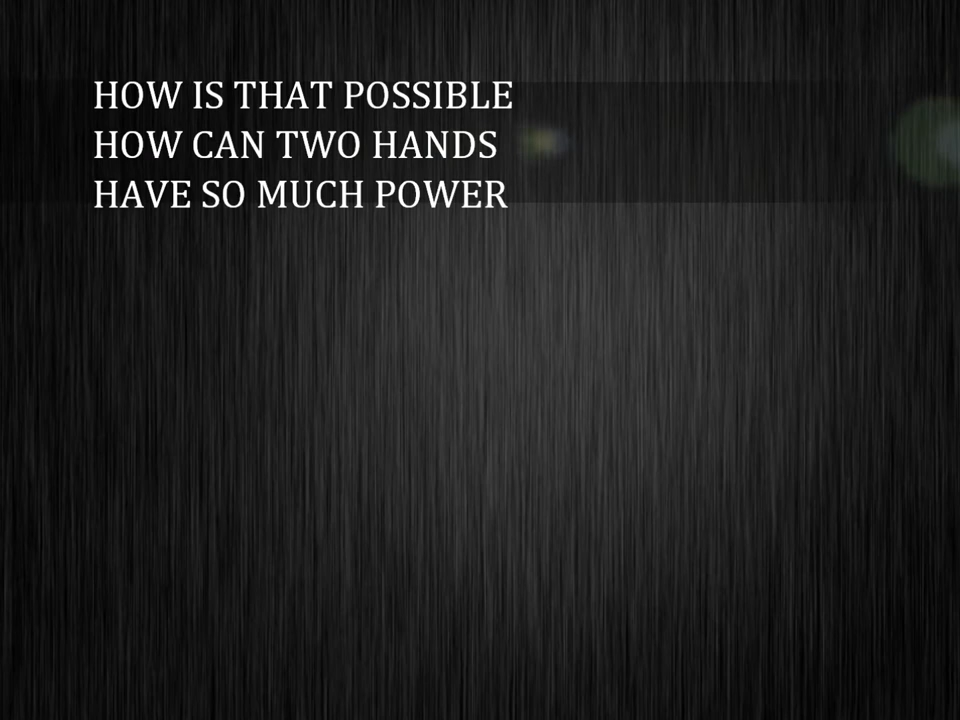 HOW IS THAT POSSIBLE
HOW CAN TWO HANDS
HAVE SO MUCH POWER